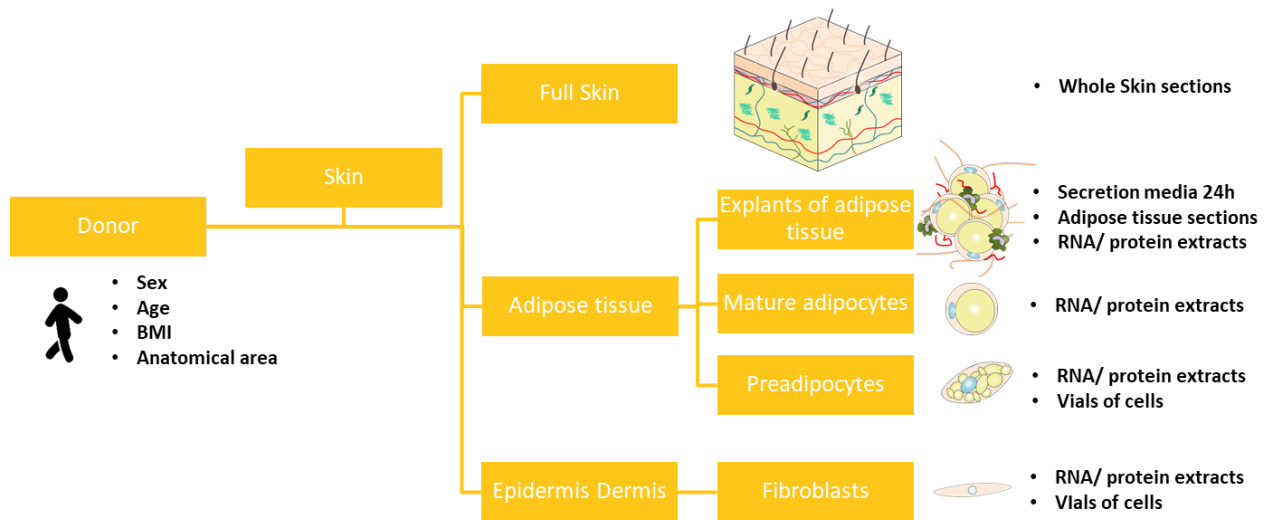 Full Skin
• Whole Skin sections
Skin
Donor
• Sex
• Age
• BMI
• Anatomical area
Explants of adipose
tissue
• Secretion media 24h
• Adipose tissue sections
• RNA/ protein extracts
Adipose tissue
Mature adipocytes
• RNA/ protein extracts
Preadipocytes
• RNA/ protein extracts
• Vials of cells
Epidermis Dermis
Fibroblasts
• RNA/ protein extracts
• VIals of cells